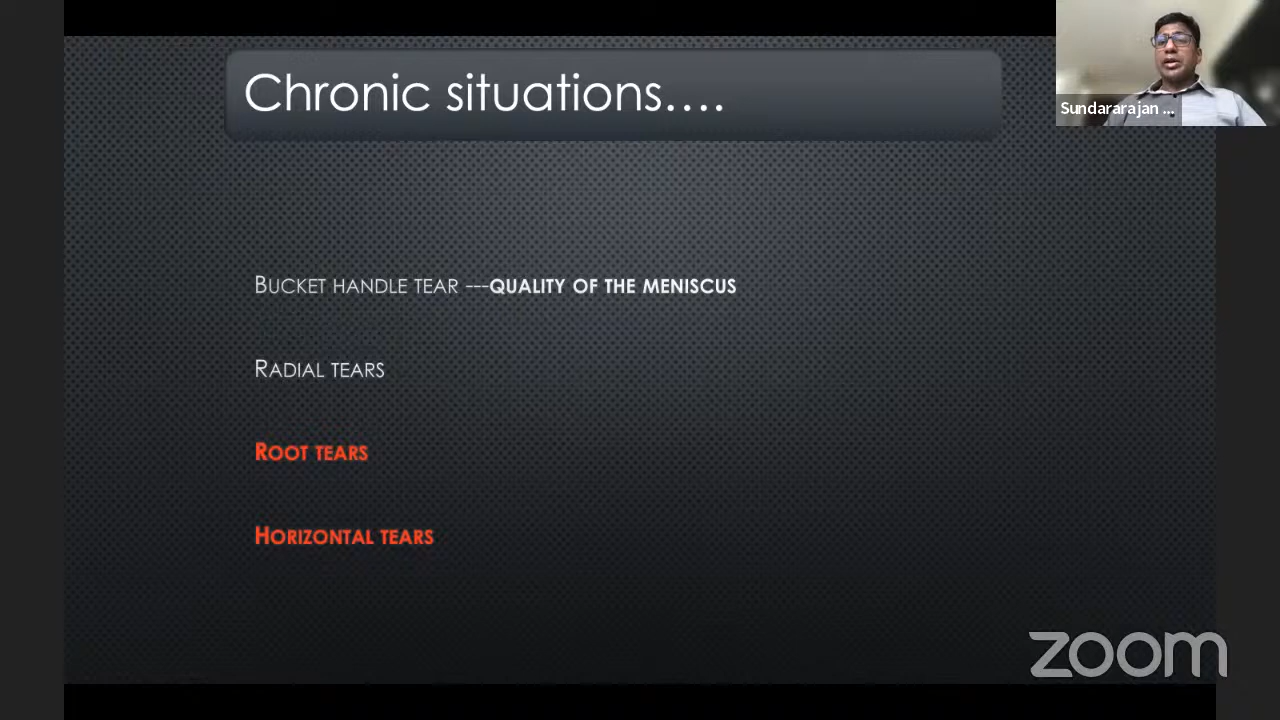 Chronic situations....
Sundararajan ...
Bucket handle tear ---quality of the meniscus
Radial tears
Root tears
Horizontal tears
zoom